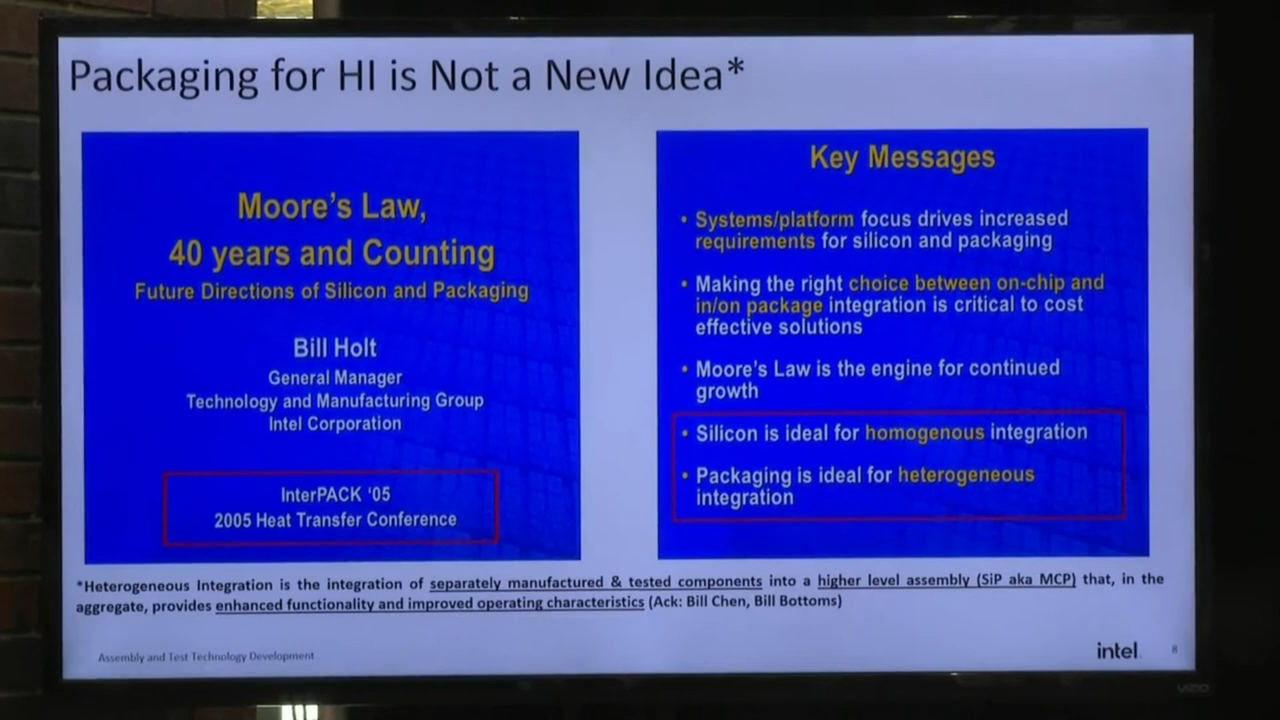 Packaging for HI is Not a New Idea*
Moore's Law,
40 years and Counting
Future Directions of Silicon and Packaging
Bill Holt
General Manager
Technology and Manufacturing Group
Intel Corporation
InterPACK '05
2005 Heat Transfer Conference
Key Messages
• Systems/platform focus drives increased
requirements for silicon and packaging
• Making the right choice between on-chip and
in/on package integration is critical to cost
effective solutions
• Moore's Law is the engine for continued
growth
• Silicon is ideal for homogenous integration
• Packaging is ideal for heterogeneous
integration
*Heterogeneous Integration is the integration of separately manufactured & tested components into a higher level assembly (SiP aka MCP) that, in the
aggregate, provides enhanced functionality and improved operating characteristics (Ack: Bill Chen, Bill Bottoms)
Assembly and Test Technology Development
intel.
8
VIZIO